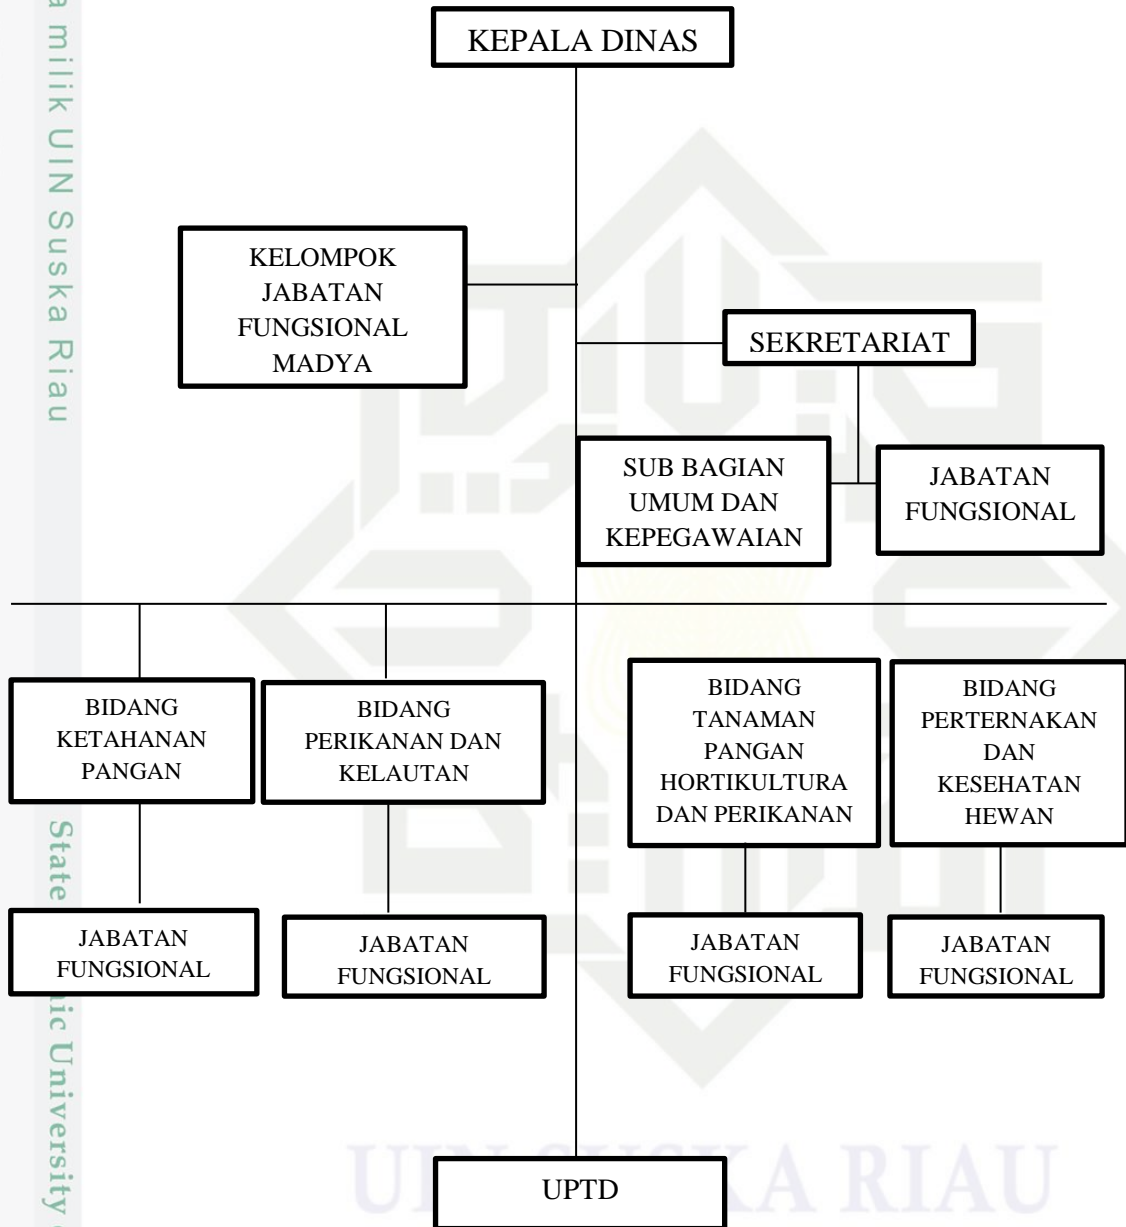 KEPALA DINAS
KELOMPOK
JABATAN
FUNGSIONAL
MADYA
SEKRETARIAT
SUB BAGIAN
UMUM DAN
KEPEGAWAIAN
JABATAN
FUNGSIONAL
BIDANG
KETAHANAN
PANGAN
BIDANG
PERIKANAN DAN
KELAUTAN
BIDANG
TANAMAN
PANGAN
HORTIKULTURA
DAN PERIKANAN
BIDANG
PERTERNAKAN
DAN
KESEHATAN
HEWAN
JABATAN
FUNGSIONAL
JABATAN
FUNGSIONAL
JABATAN
FUNGSIONAL
JABATAN
FUNGSIONAL
UPTD
a milik UIN Suska Riau
State University
UIN SUSKA RIAU